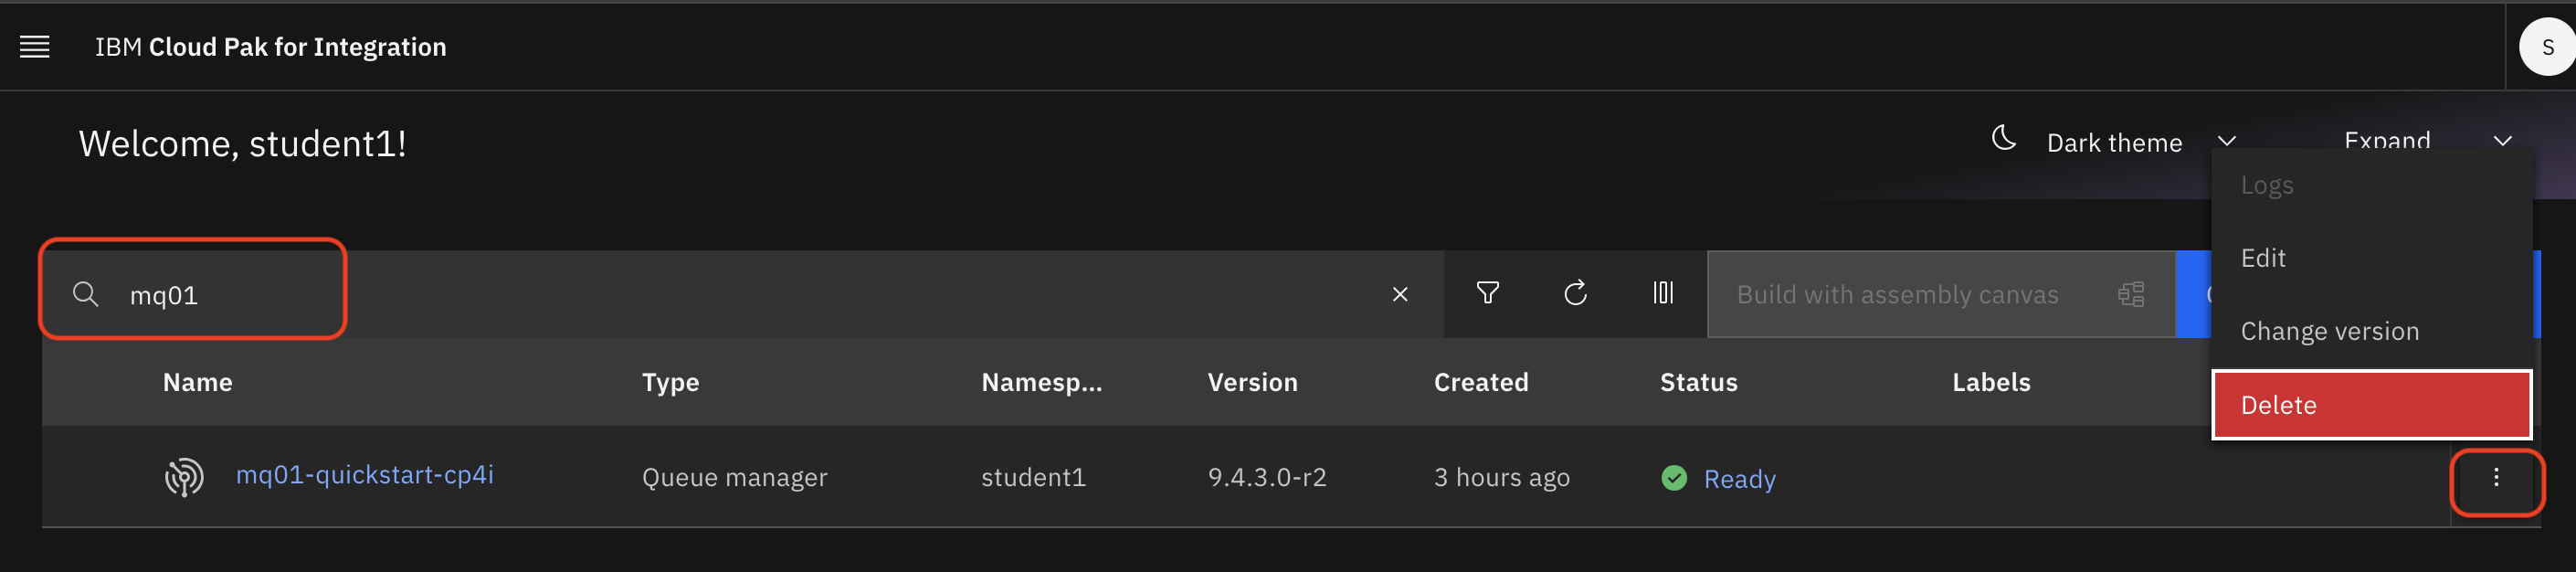 IBM Cloud Pak for Integration
S
Welcome, student1!
Dark theme
Expand
Logs
Edit
Change version
Delete
mq01
Build with assembly canvas
Name Type Namesp... Version Created Status Labels
mq01-quickstart-cp4i Queue manager student1 9.4.3.0-r2 3 hours ago Ready